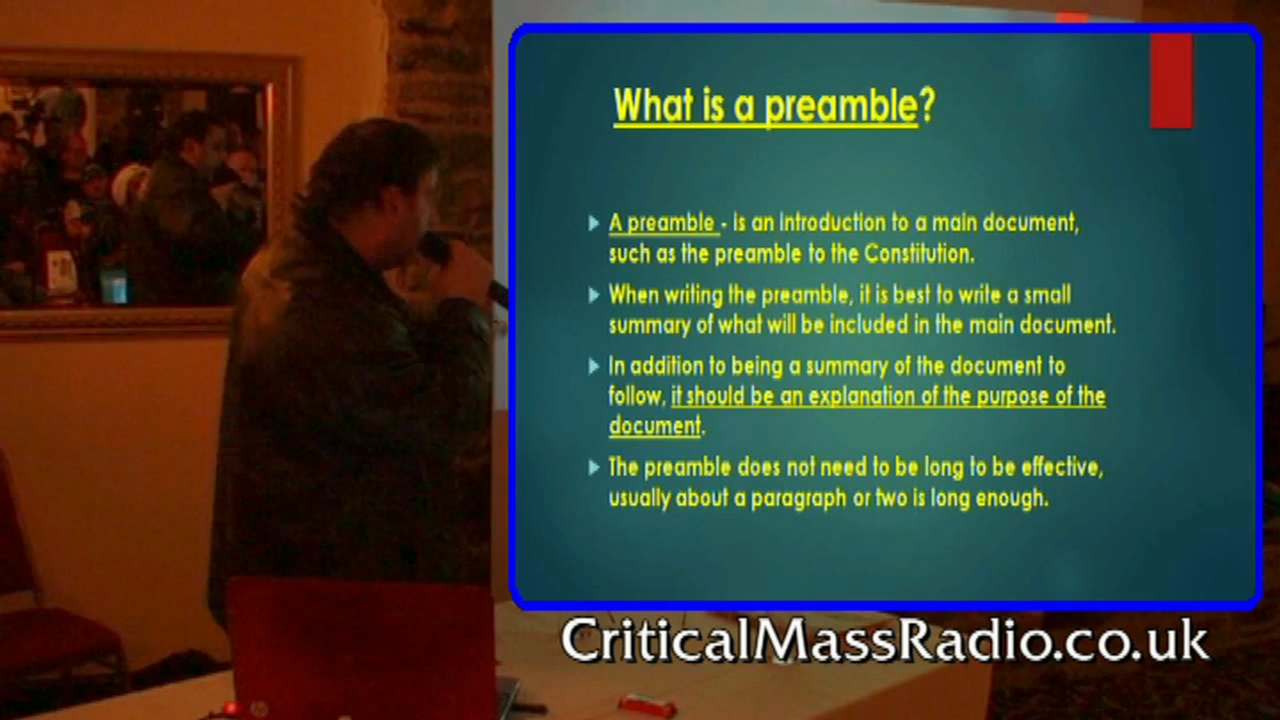 What is a preamble?
A preamble - is an introduction to a main document,
such as the preamble to the Constitution.
When writing the preamble, it is best to write a small
summary of what will be included in the main document.
In addition to being a summary of the document to
follow, it should be an explanation of the purpose of the
document.
The preamble does not need to be long to be effective,
usually about a paragraph or two is long enough.
CriticalMassRadio.co.uk
hp